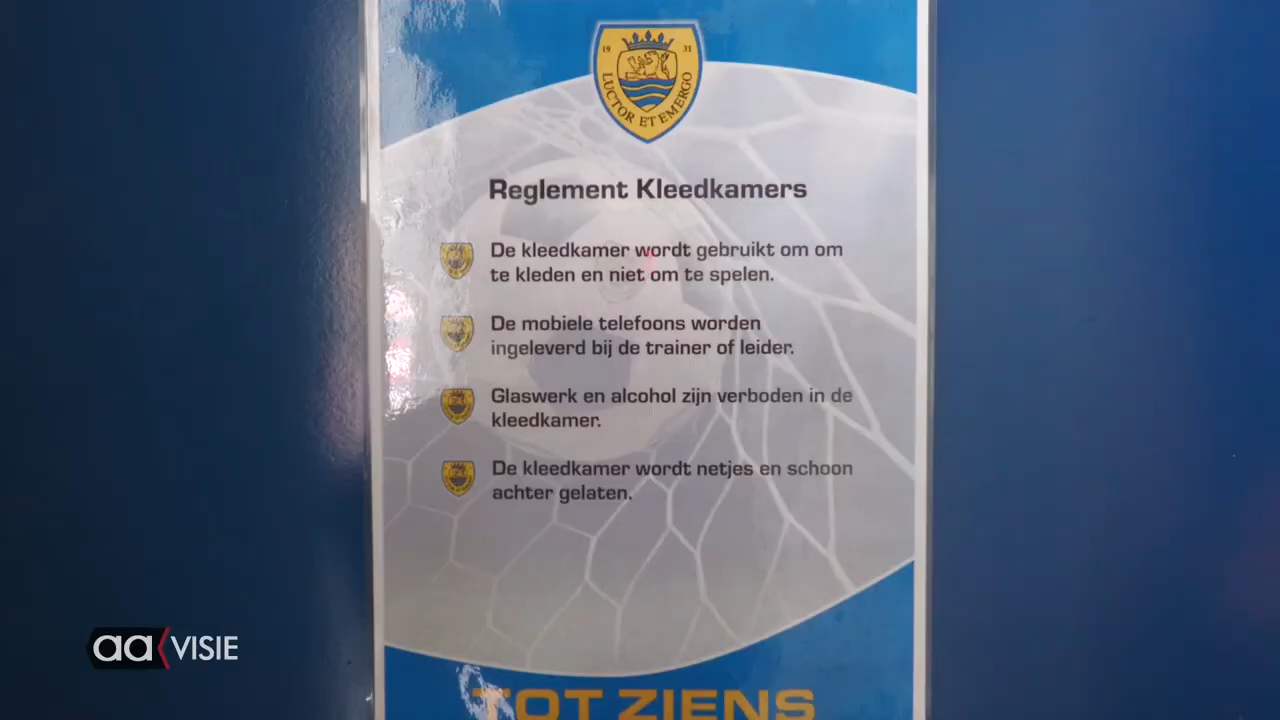 19 31
LUCTOR ET EMERGO
Reglement Kleedkamers
De kleedkamer wordt gebruikt om om
te kleden en niet om te spelen.
De mobiele telefoons worden
ingeleverd bij de trainer of leider.
Glaswerk en alcohol zijn verboden in de
kleedkamer.
De kleedkamer wordt netjes en schoon
achter gelaten.
aa VISIE
TOT ZIENS